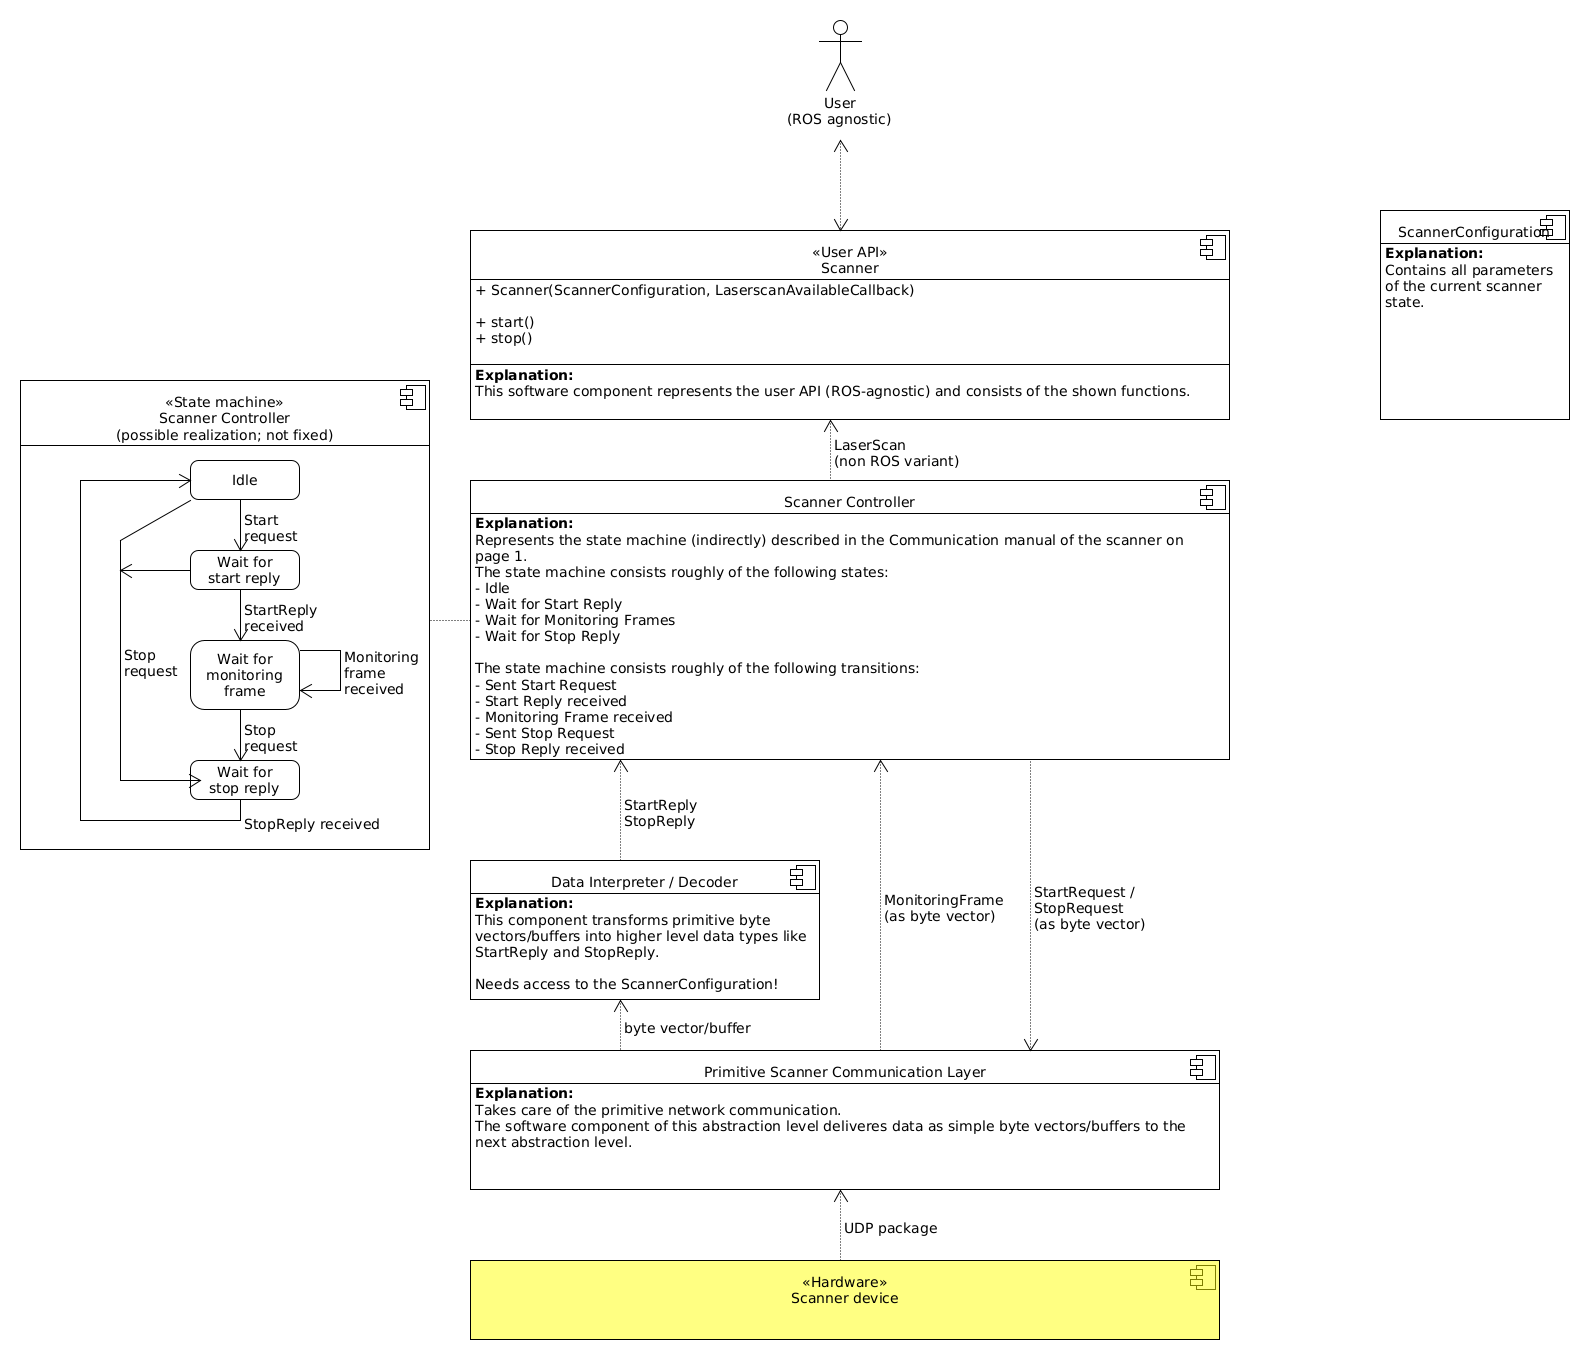 User
(ROS agnostic)
«User API»
Scanner
+ Scanner(ScannerConfiguration, LaserscanAvailableCallback)
+ start()
+ stop()
Explanation:
This software component represents the user API (ROS-agnostic) and consists of the shown functions.
ScannerConfiguration
Explanation:
Contains all parameters
of the current scanner
state.
«State machine»
Scanner Controller
(possible realization; not fixed)
Idle
Start
request
Wait for
start reply
StartReply
received
Stop
request
Wait for
monitoring
frame
Monitoring
frame
received
Stop
request
Wait for
stop reply
StopReply received
LaserScan
(non ROS variant)
Scanner Controller
Explanation:
Represents the state machine (indirectly) described in the Communication manual of the scanner on
page 1.
The state machine consists roughly of the following states:
- Idle
- Wait for Start Reply
- Wait for Monitoring Frames
- Wait for Stop Reply
The state machine consists roughly of the following transitions:
- Sent Start Request
- Start Reply received
- Monitoring Frame received
- Sent Stop Request
- Stop Reply received
StartReply
StopReply
MonitoringFrame
(as byte vector)
StartRequest /
StopRequest
(as byte vector)
Data Interpreter / Decoder
Explanation:
This component transforms primitive byte
vectors/buffers into higher level data types like
StartReply and StopReply.
Needs access to the ScannerConfiguration!
byte vector/buffer
Primitive Scanner Communication Layer
Explanation:
Takes care of the primitive network communication.
The software component of this abstraction level deliveres data as simple byte vectors/buffers to the
next abstraction level.
UDP package
«Hardware»
Scanner device